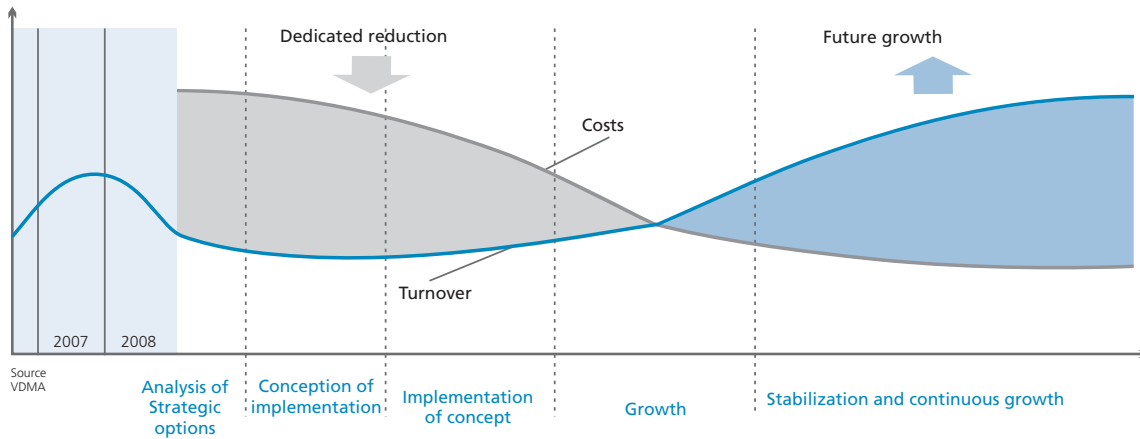 Dedicated reduction
Future growth
Costs
Turnover
2007
2008
Source
VDMA
Analysis of
Strategic
options
Conception of
implementation
Implementation
of concept
Growth
Stabilization and continuous growth